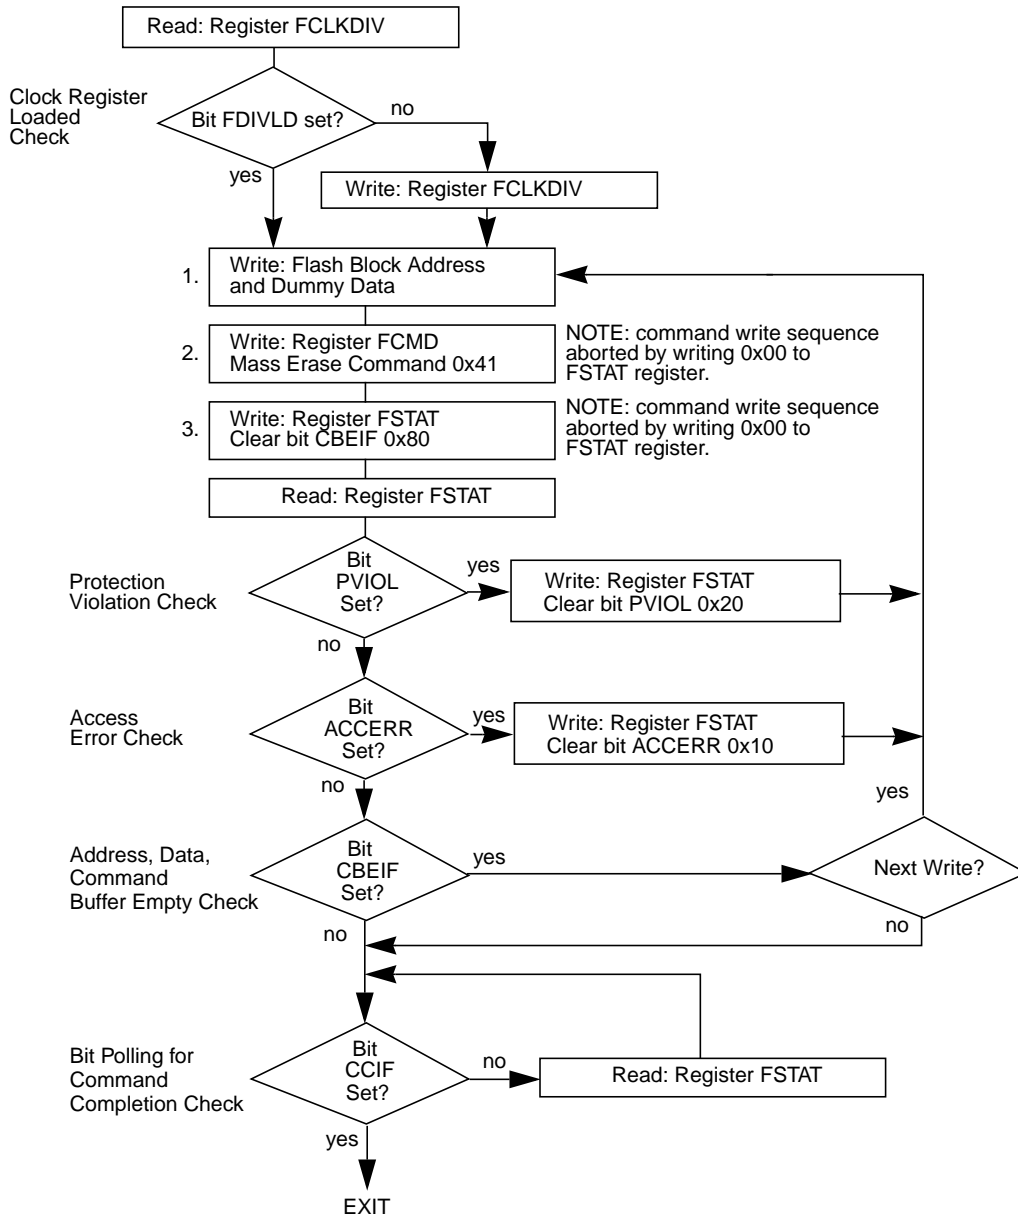 Read: Register FCLKDIV
Clock Register
Loaded
Check
Bit FDIVLD set?
no
yes
Write: Register FCLKDIV
1.
Write: Flash Block Address
and Dummy Data
2.
Write: Register FCMD
Mass Erase Command 0x41
NOTE: command write sequence
aborted by writing 0x00 to
FSTAT register.
3.
Write: Register FSTAT
Clear bit CBEIF 0x80
NOTE: command write sequence
aborted by writing 0x00 to
FSTAT register.
Read: Register FSTAT
Protection
Violation Check
Bit
PVIOL
Set?
yes
Write: Register FSTAT
Clear bit PVIOL 0x20
no
Access
Error Check
Bit
ACCERR
Set?
yes
Write: Register FSTAT
Clear bit ACCERR 0x10
no
yes
Address, Data,
Command
Buffer Empty Check
Bit
CBEIF
Set?
yes
Next Write?
no
no
Bit Polling for
Command
Completion Check
Bit
CCIF
Set?
no
Read: Register FSTAT
yes
EXIT